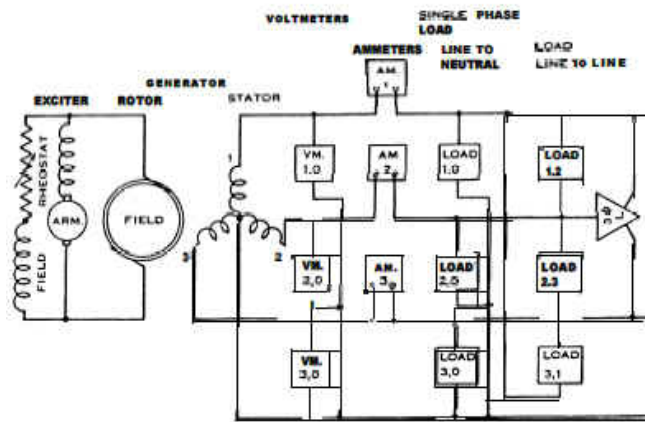 VOLTMETERS
SINGLE PHASE
LOAD
AMMETERS
LINE TO
NEUTRAL
LOAD
LINE TO LINE
GENERATOR
EXCITER
ROTOR
STATOR
AM.
1
RHEOSTAT
FIELD
ARM.
FIELD
1
2
3
VM.
1,0
AM
2
LOAD
1,0
LOAD
1.2
3Ø
L
VM.
2,0
AM.
3
LOAD
2,0
LOAD
2.3
VM.
3,0
LOAD
3,0
LOAD
3,1